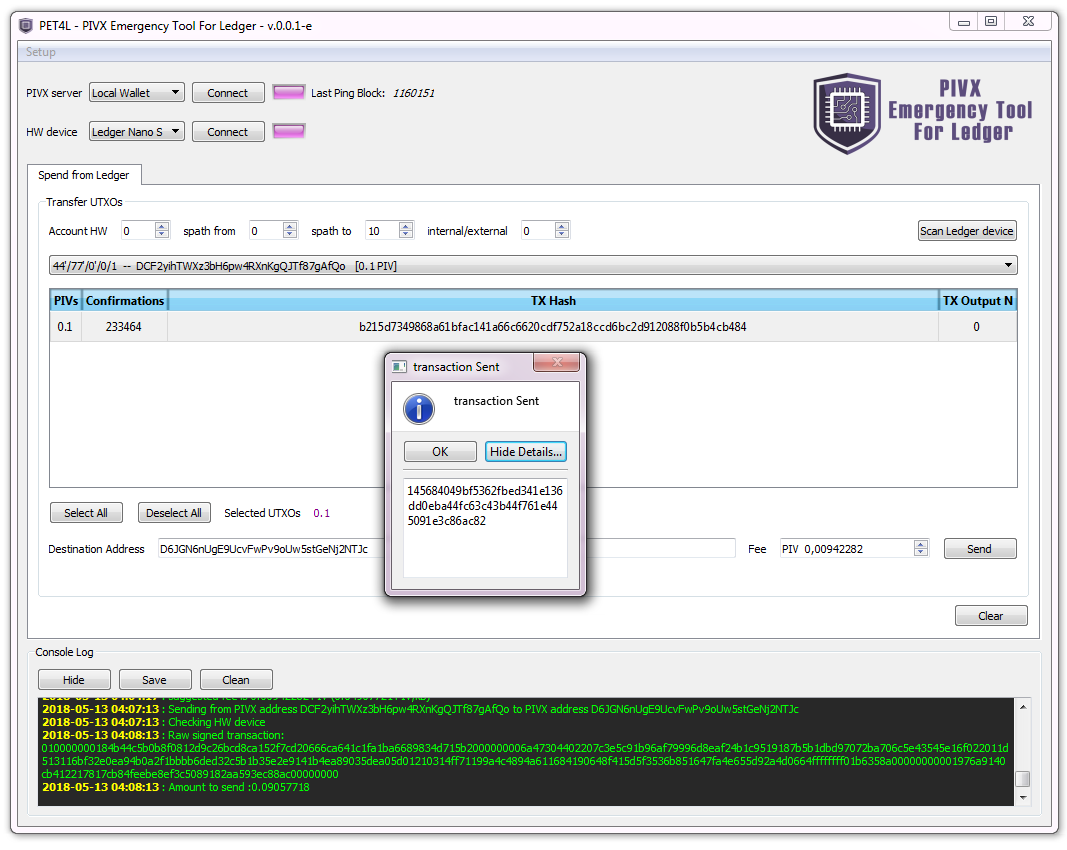 PET4L - PIVX Emergency Tool For Ledger - v.0.0.1-e
Setup
PIVX server Local Wallet Connect Last Ping Block: 1160151
HW device Ledger Nano S Connect
PIVX
Emergency Tool
For Ledger
Spend from Ledger
Transfer UTXOs
Account HW 0 spath from 0 spath to 10 internal/external 0 Scan Ledger device
44'/77'/0'/0/1 -- DCF2yihTWXz3bH6pw4RXnKgQJTf87gAfQo [0.1 PIV]
PIVs Confirmations TX Hash TX Output N
0.1 233464 b215d7349868a61bfac141a66c6620cdf752a18ccd6bc2d912088f0b5b4cb484 0
transaction Sent
transaction Sent
OK Hide Details...
145684049bf5362fbed341e136
dd0eba44fc63c43b44f761e44
5091e3c86ac82
Select All Deselect All Selected UTXOs 0.1
Destination Address D6JGN6nUgE9UcvFwPv9oUw5stGeNj2NTJc Fee PIV 0,00942282 Send
Clear
Console Log
Hide Save Clean
2018-05-13 04:07:13 : Sending from PIVX address DCF2yihTWXz3bH6pw4RXnKgQJTf87gAfQo to PIVX address D6JGN6nUgE9UcvFwPv9oUw5stGeNj2NTJc
2018-05-13 04:07:13 : Checking HW device
2018-05-13 04:08:13 : Raw signed transaction:
010000000184b44c5b0b8f0812d9c26bcd8ca152f7cd20666ca641c1fa1ba6689834d715b2000000006a47304402207c3e5c91b96af79996d8eaf24b1c9519187b5b1dbd97072ba706c5e43545e16f022011d
513116bf32e0ea94b0a2f1bbbb6ded32c5b1b35e2e9141b4ea89035dea05d01210314ff71199a4c4894a611684190648f415d5f3536b851647fa4e655d92a4d0664ffffffff01b6358a00000000001976a9140
cb412217817cb84feebe8ef3c5089182aa593ec88ac00000000
2018-05-13 04:08:13 : Amount to send :0.09057718